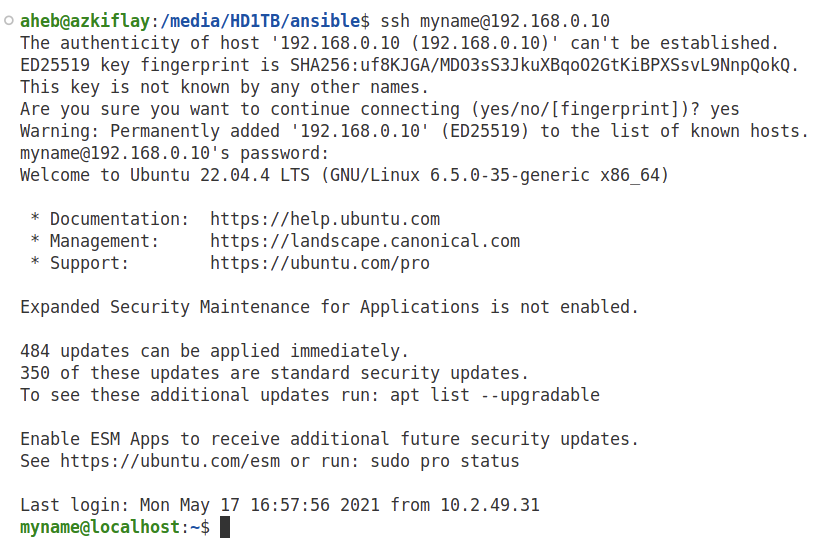 aheb@azkiflay:/media/HD1TB/ansible$ ssh myname@192.168.0.10
The authenticity of host '192.168.0.10 (192.168.0.10)' can't be established.
ED25519 key fingerprint is SHA256:uf8KJGA/MDO3sS3JkuXBqoO2GtKiBPXSsvL9NnpQokQ.
This key is not known by any other names.
Are you sure you want to continue connecting (yes/no/[fingerprint])? yes
Warning: Permanently added '192.168.0.10' (ED25519) to the list of known hosts.
myname@192.168.0.10's password:
Welcome to Ubuntu 22.04.4 LTS (GNU/Linux 6.5.0-35-generic x86_64)
* Documentation: https://help.ubuntu.com
* Management: https://landscape.canonical.com
* Support: https://ubuntu.com/pro
Expanded Security Maintenance for Applications is not enabled.
484 updates can be applied immediately.
350 of these updates are standard security updates.
To see these additional updates run: apt list --upgradable
Enable ESM Apps to receive additional future security updates.
See https://ubuntu.com/esm or run: sudo pro status
Last login: Mon May 17 16:57:56 2021 from 10.2.49.31
myname@localhost:~$